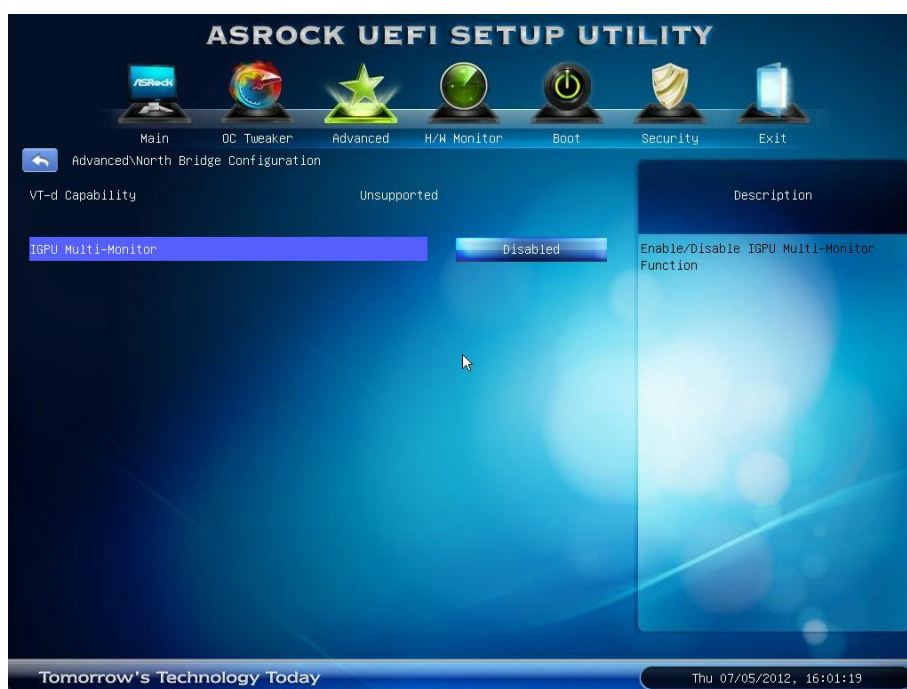 ASROCK UEFI SETUP UTILITY
ASRock
Main OC Tweaker Advanced H/W Monitor Boot Security Exit
Advanced\North Bridge Configuration
VT-d Capability Unsupported
Description
IGPU Multi-Monitor Disabled
Enable/Disable IGPU Multi-Monitor
Function
Tomorrow's Technology Today
Thu 07/05/2012, 16:01:19